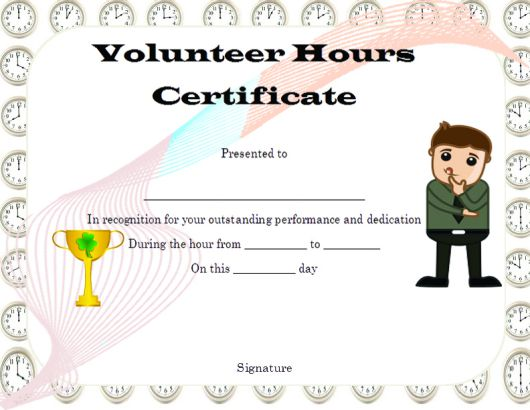 Volunteer Hours
Certificate
Presented to
In recognition for your outstanding performance and dedication
During the hour from __________ to _________
On this __________ day
Signature